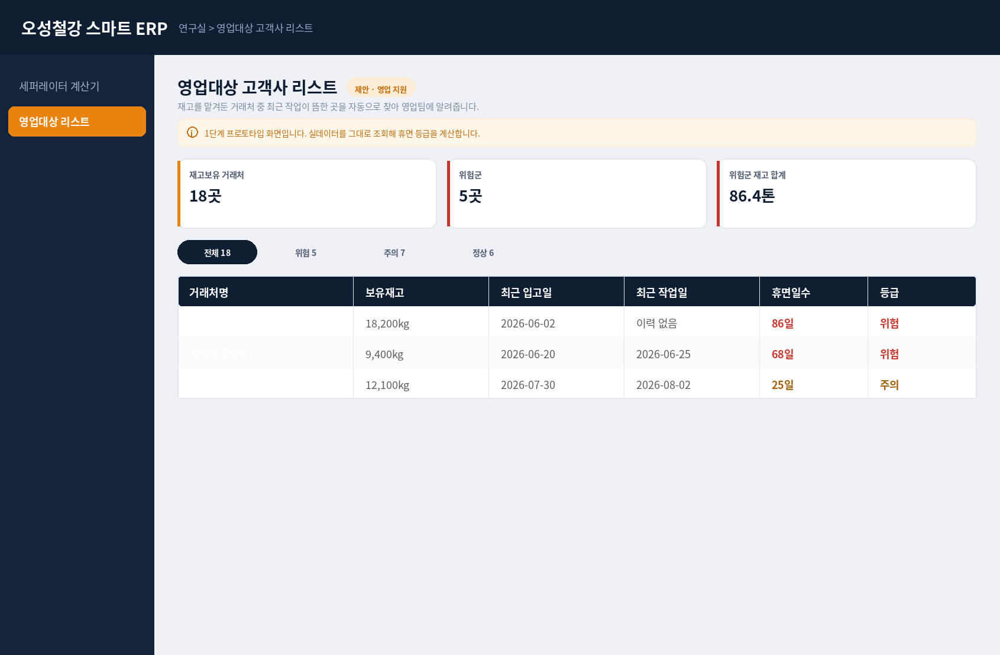 오성철강 스마트 ERP 연구실 > 영업대상 고객사 리스트
세퍼레이터 계산기
영업대상 리스트
영업대상 고객사 리스트 제안 · 영업 지원
재고를 맡겨둔 거래처 중 최근 작업이 뜸한 곳을 자동으로 찾아 영업팀에 알려줍니다.
1단계 프로토타입 화면입니다. 실데이터를 그대로 조회해 휴면 등급을 계산합니다.
재고보유 거래처 위험군 위험군 재고 합계
18곳 5곳 86.4톤
전체 18 위험 5 주의 7 정상 6
거래처명 보유재고 최근 입고일 최근 작업일 휴면일수 등급
18,200kg 2026-06-02 이력 없음 86일 위험
경인철강산업 9,400kg 2026-06-20 2026-06-25 68일 위험
12,100kg 2026-07-30 2026-08-02 25일 주의